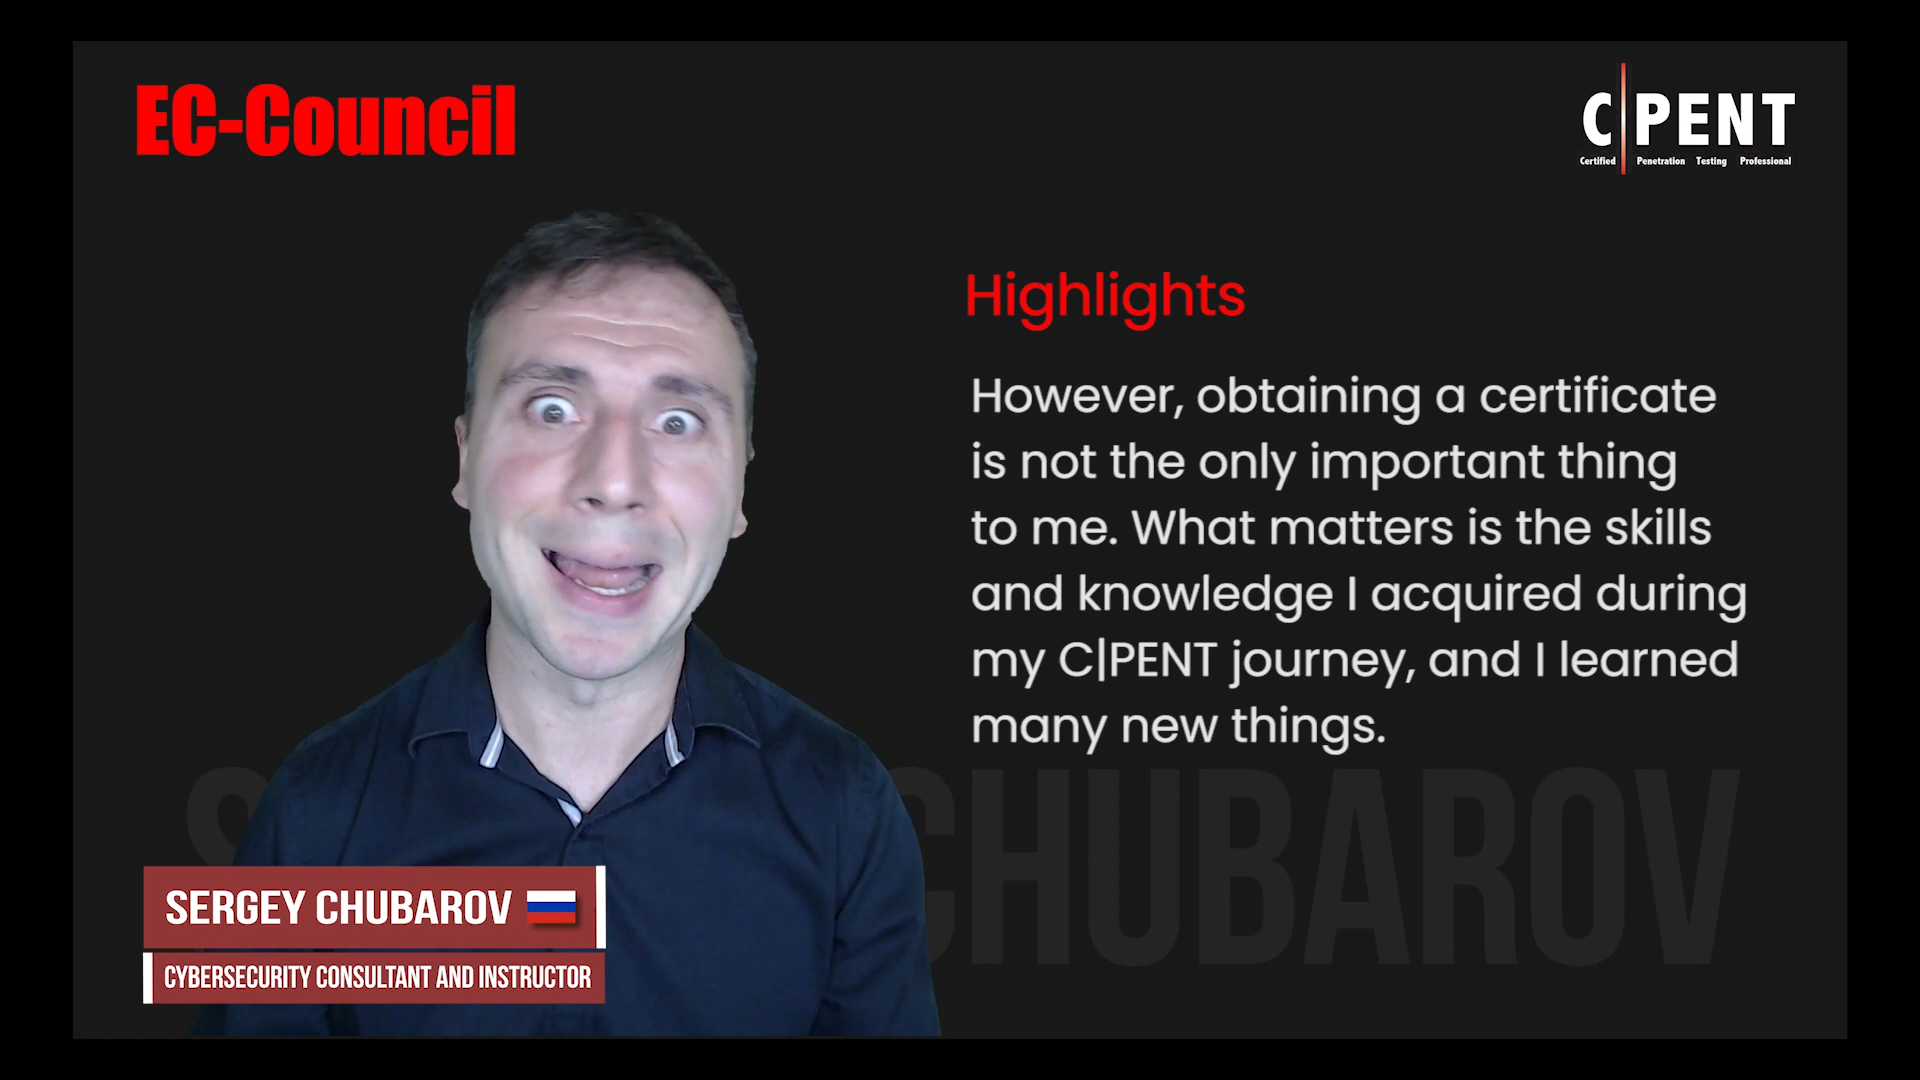 EC-Council
C|PENT
Certified Penetration Testing Professional
Highlights
However, obtaining a certificate
is not the only important thing
to me. What matters is the skills
and knowledge I acquired during
my C|PENT journey, and I learned
many new things.
S CHUBAROV
SERGEY CHUBAROV
CYBERSECURITY CONSULTANT AND INSTRUCTOR